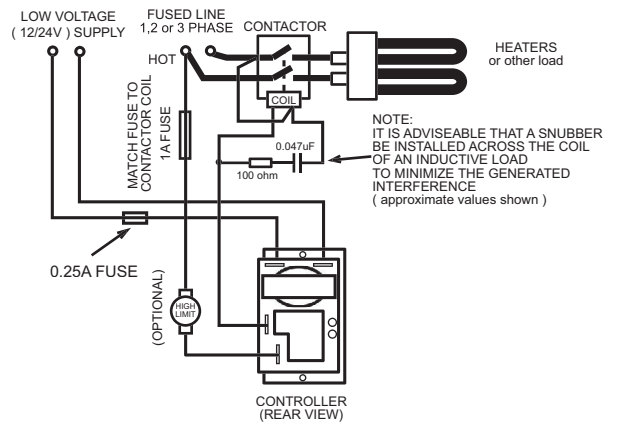 LOW VOLTAGE
( 12/24V ) SUPPLY
FUSED LINE
1,2 or 3 PHASE
CONTACTOR
HOT
HEATERS
or other load
COIL
MATCH FUSE TO
CONTACTOR COIL
1A FUSE
0.047uF
100 ohm
NOTE:
IT IS ADVISEABLE THAT A SNUBBER
BE INSTALLED ACROSS THE COIL
OF AN INDUCTIVE LOAD
TO MINIMIZE THE GENERATED
INTERFERENCE
( approximate values shown )
0.25A FUSE
(OPTIONAL)
HIGH
LIMIT
CONTROLLER
(REAR VIEW)